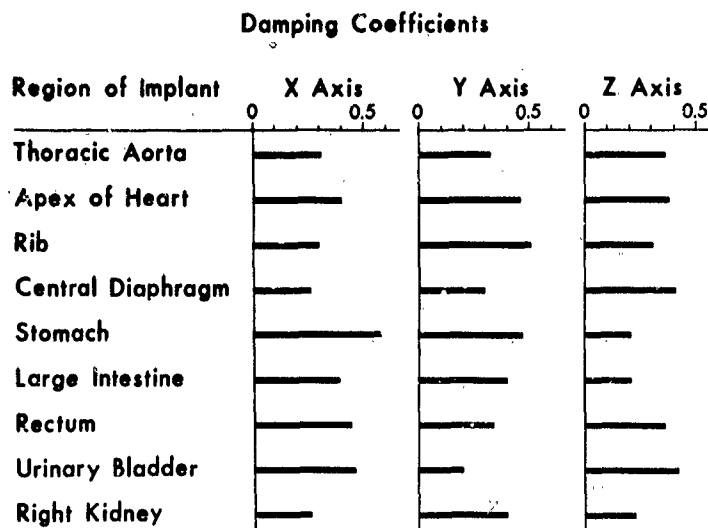 Damping Coefficients
Region of Implant X Axis Y Axis Z Axis
0 0.5 0 0.5 0 0.5
Thoracic Aorta
Apex of Heart
Rib
Central Diaphragm
Stomach
Large Intestine
Rectum
Urinary Bladder
Right Kidney